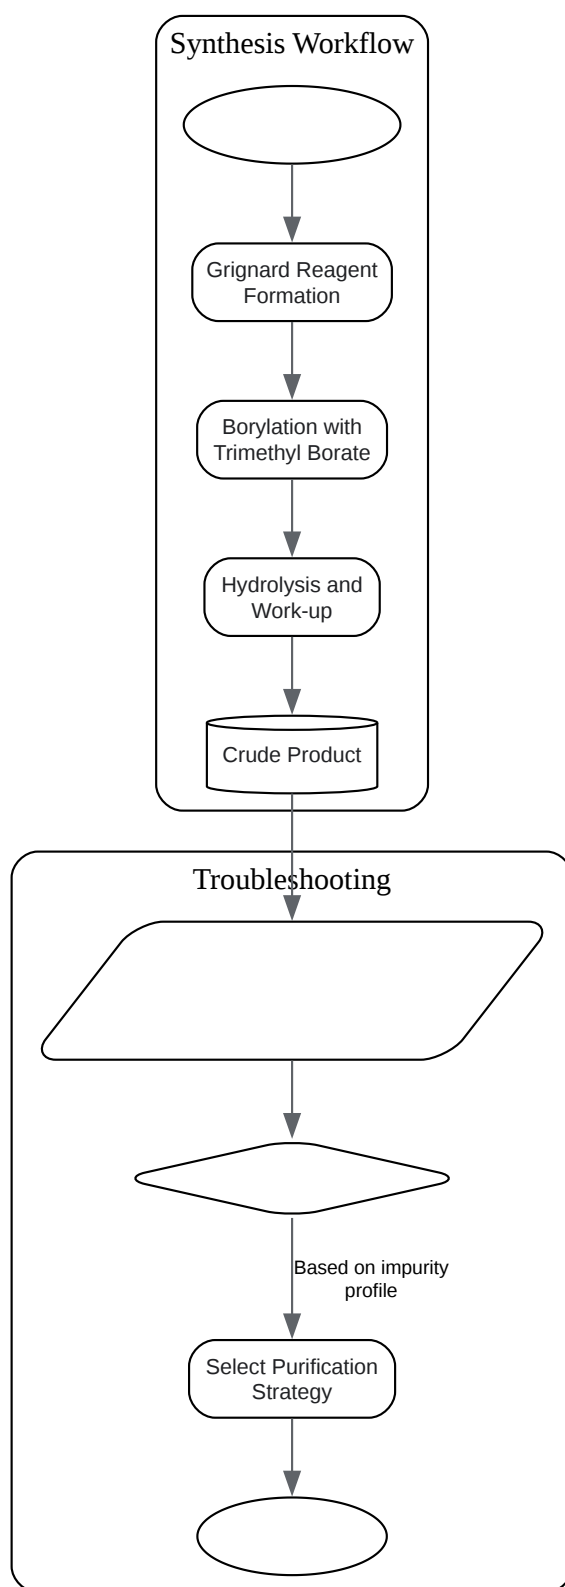 Synthesis Workflow
Grignard Reagent
Formation
Borylation with
Trimethyl Borate
Hydrolysis and
Work-up
Crude Product
Troubleshooting
Based on impurity
profile
Select Purification
Strategy